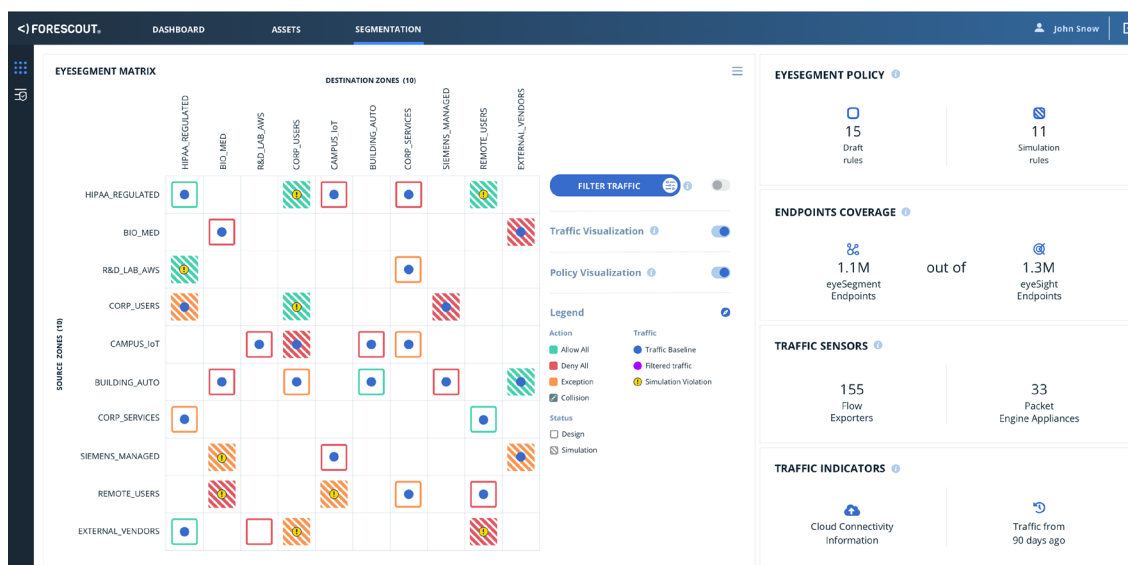 <) FORESCOUT.
DASHBOARD
ASSETS
SEGMENTATION
John Snow
EYESEGMENT MATRIX
DESTINATION ZONES (10)
HIPAA_REGULATED
BIO_MED
R&D_LAB_AWS
CORP_USERS
CAMPUS_IoT
BUILDING_AUTO
CORP_SERVICES
SIEMENS_MANAGED
REMOTE_USERS
EXTERNAL_VENDORS
SOURCE ZONES (10)
HIPAA_REGULATED
BIO_MED
R&D_LAB_AWS
CORP_USERS
CAMPUS_IoT
BUILDING_AUTO
CORP_SERVICES
SIEMENS_MANAGED
REMOTE_USERS
EXTERNAL_VENDORS
FILTER TRAFFIC
Traffic Visualization
Policy Visualization
Legend
Action
Allow All
Deny All
Exception
Collision
Status
Design
Simulation
Traffic
Traffic Baseline
Filtered traffic
Simulation Violation
EYESEGMENT POLICY
15
Draft
rules
11
Simulation
rules
ENDPOINTS COVERAGE
1.1M
eyeSegment
Endpoints
out of
1.3M
eyeSight
Endpoints
TRAFFIC SENSORS
155
Flow
Exporters
33
Packet
Engine Appliances
TRAFFIC INDICATORS
Cloud Connectivity
Information
Traffic from
90 days ago